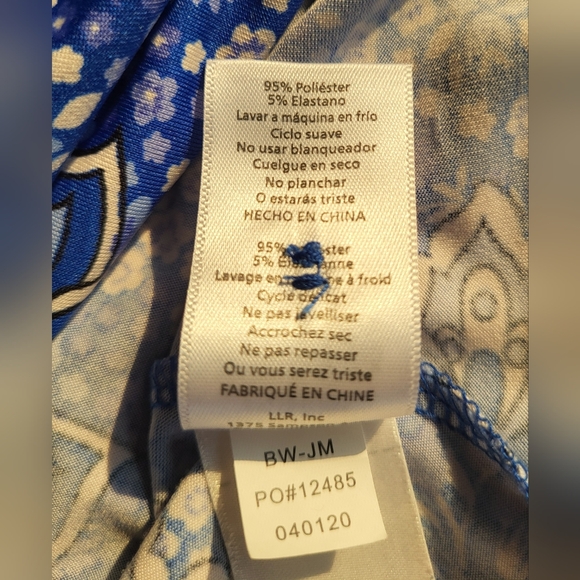 95% Poliéster
5% Elastano
Lavar a máquina en frío
Ciclo suave
No usar blanqueador
Cuelgue en seco
No planchar
O estarás triste
HECHO EN CHINA
95%
5%
Lavage à froid
Cycle
Ne pas
Accrochez sec
Ne pas repasser
Ou vous serez triste
FABRIQUÉ EN CHINE
LLR, Inc
1375
BW-JM
PO#12485
040120